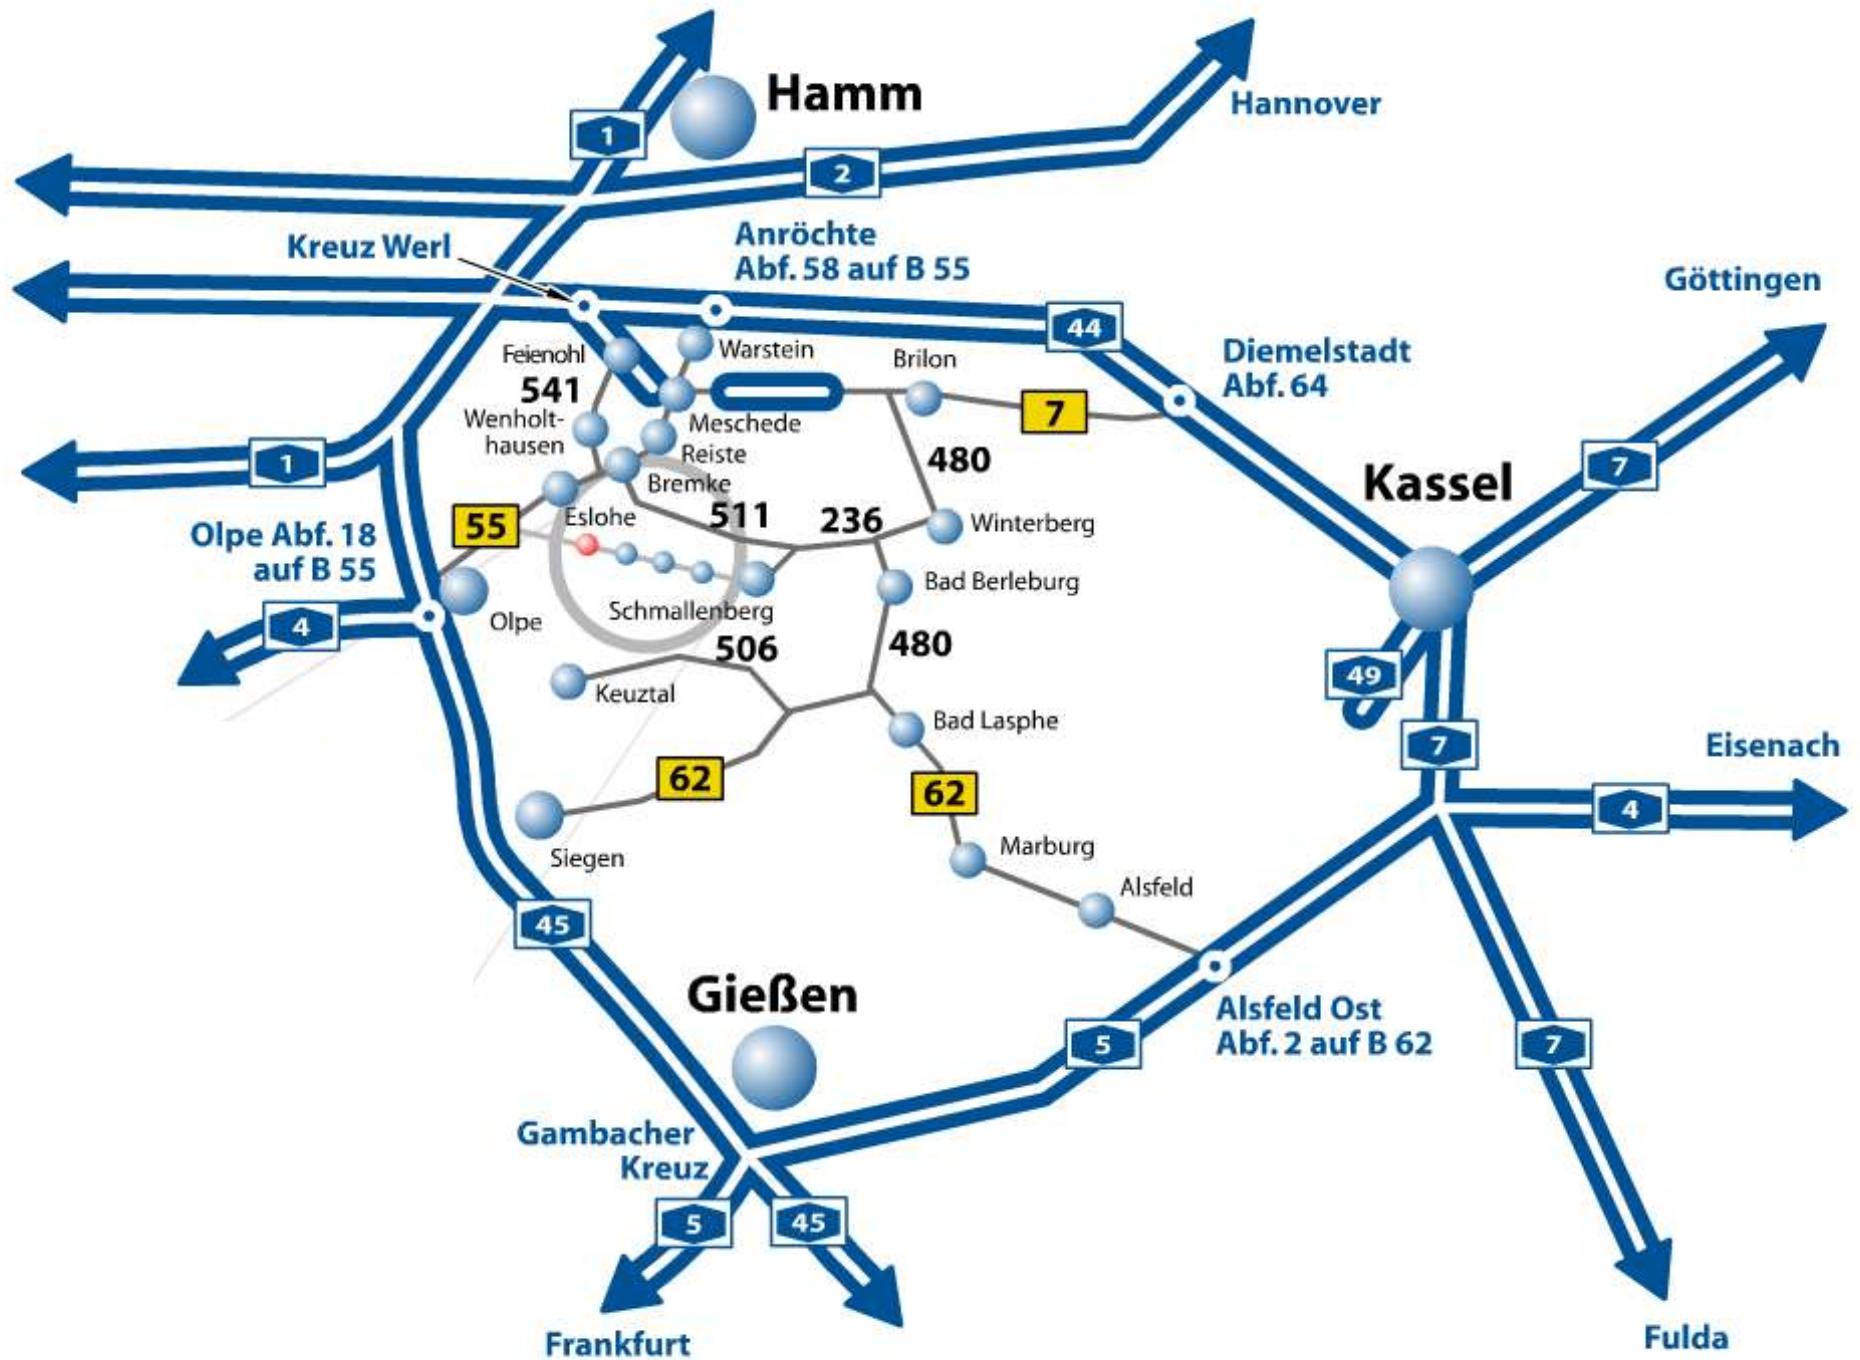 Hamm
1
Hannover
2
Kreuz Werl
Anröchte
Abf. 58 auf B 55
Göttingen
44
Feienohl
Warstein
Brilon
Diemelstadt
Abf. 64
541
Wenholt-
hausen
Meschede
7
Reiste
480
1
Bremke
7
Kassel
55
Eslohe
511
236
Winterberg
Olpe Abf. 18
auf B 55
Bad Berleburg
Schmallenberg
Olpe
4
506
480
49
Keuztal
Bad Lasphe
7
Eisenach
62
62
4
Siegen
Marburg
Alsfeld
45
Gießen
Alsfeld Ost
Abf. 2 auf B 62
5
7
Gambacher
Kreuz
5
45
Frankfurt
Fulda